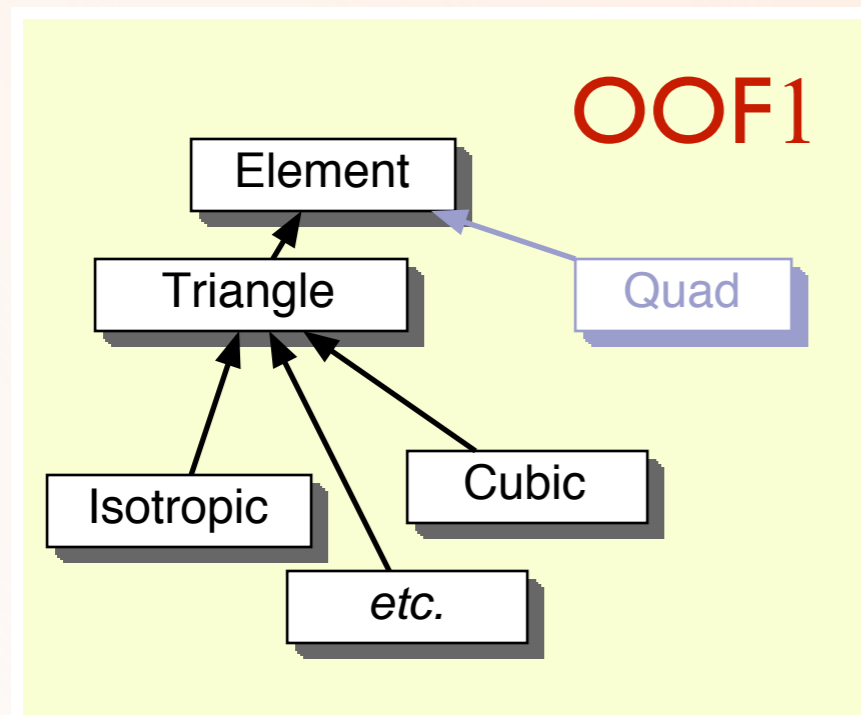 OOF1
Element
Triangle
Quad
Isotropic
Cubic
etc.